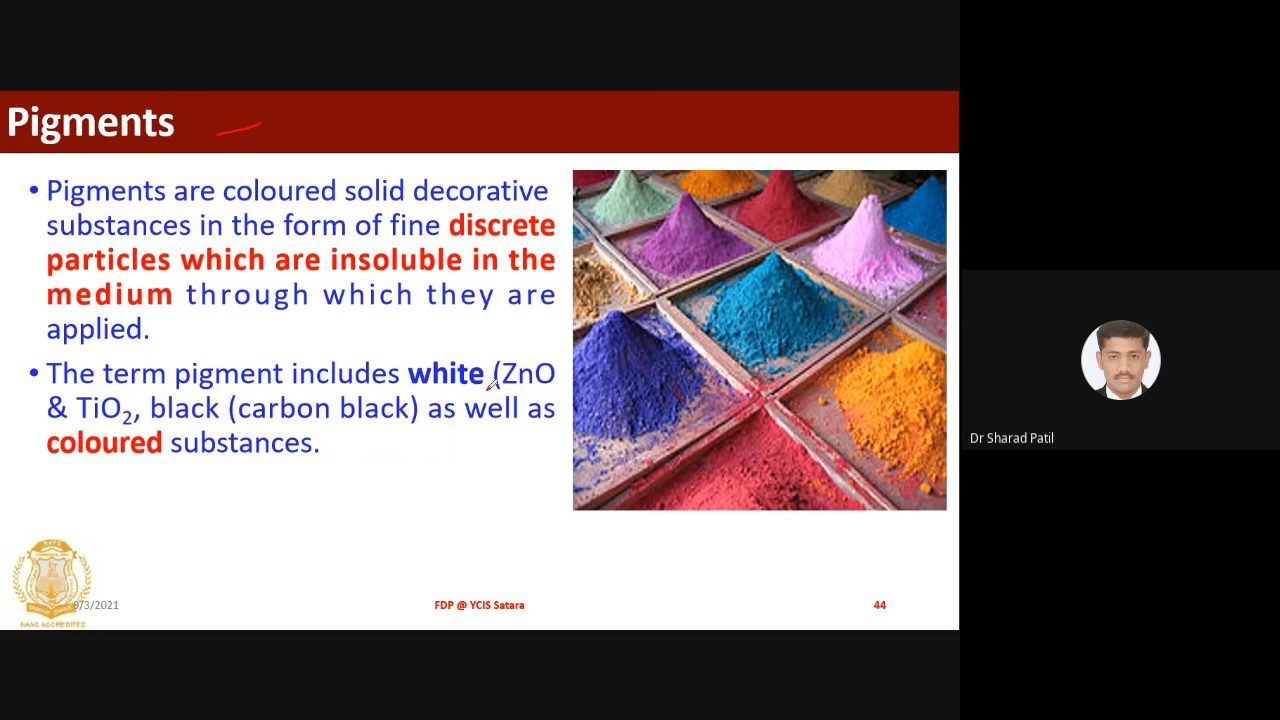 Pigments
• Pigments are coloured solid decorative
substances in the form of fine discrete
particles which are insoluble in the
medium through which they are
applied.
• The term pigment includes white (ZnO
& TiO₂, black (carbon black) as well as
coloured substances.
Dr Sharad Patil
9/3/2021
FDP @ YCIS Satara
44
NAAC ACCREDITED